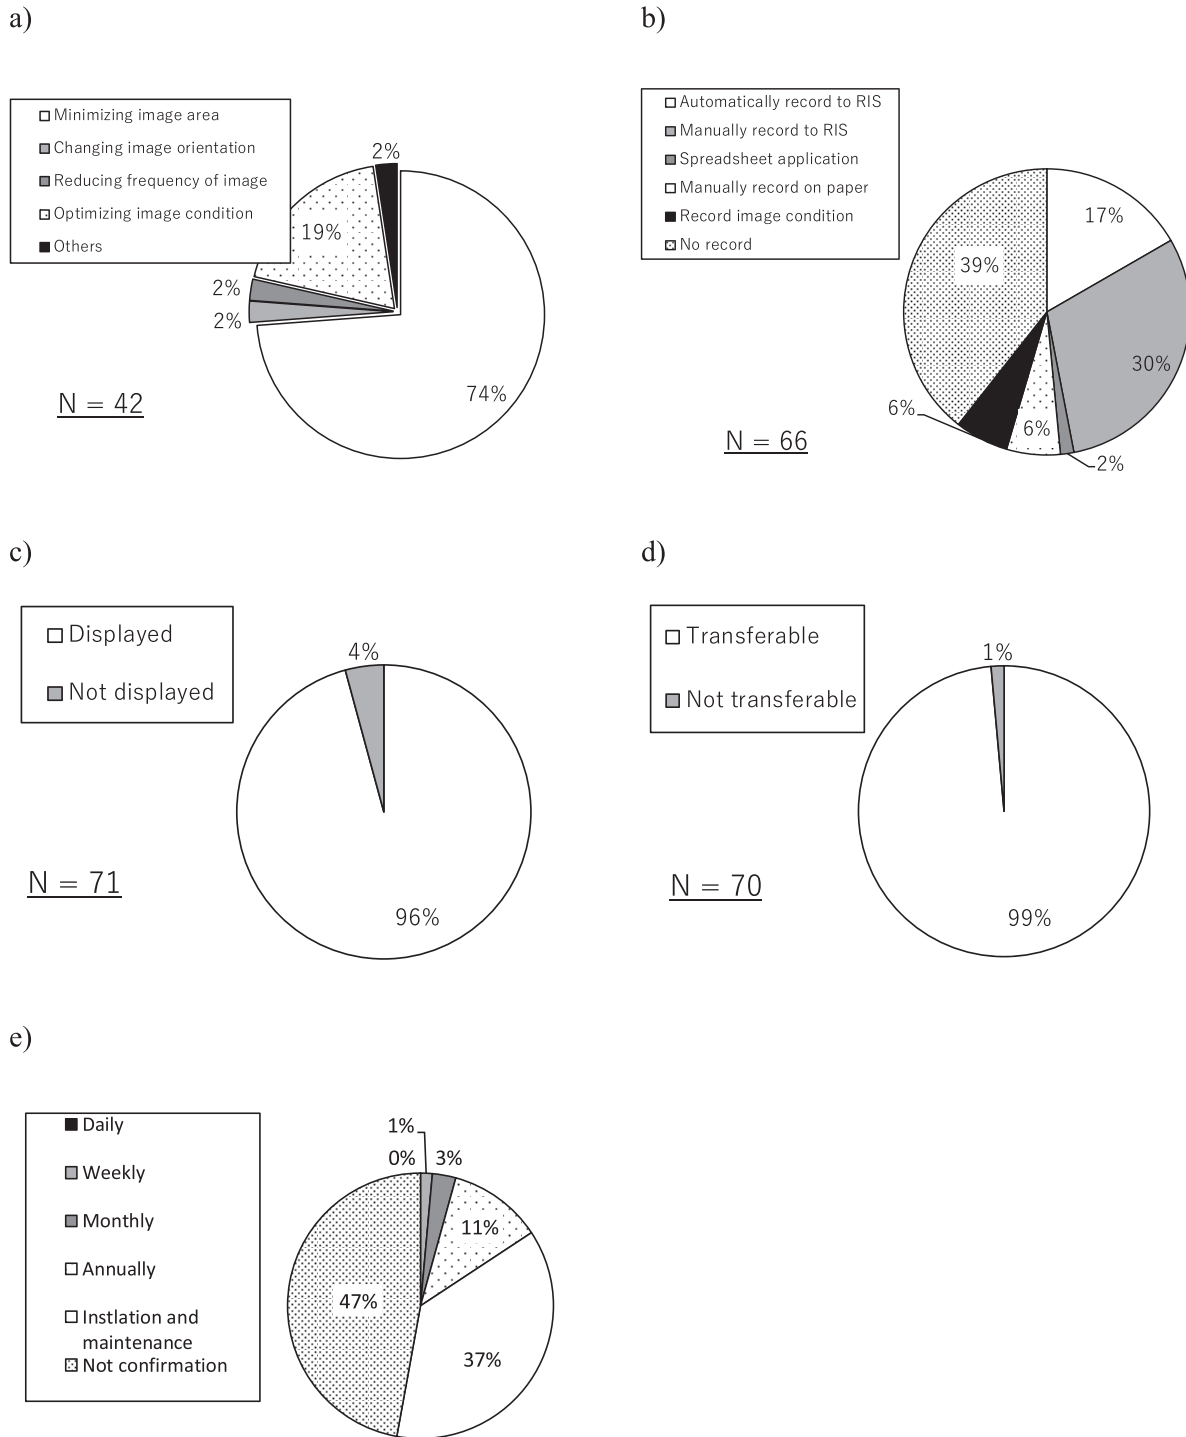 a)
Minimizing image area
Changing image orientation
Reducing frequency of image
Optimizing image condition
Others
2%
19%
2%
2%
74%
N = 42
b)
Automatically record to RIS
Manually record to RIS
Spreadsheet application
Manually record on paper
Record image condition
No record
17%
39%
30%
6%
6%
2%
N = 66
c)
Displayed
Not displayed
4%
96%
N = 71
d)
Transferable
Not transferable
1%
99%
N = 70
e)
Daily
Weekly
Monthly
Annually
Instlation and
maintenance
Not confirmation
1%
0%
3%
11%
47%
37%